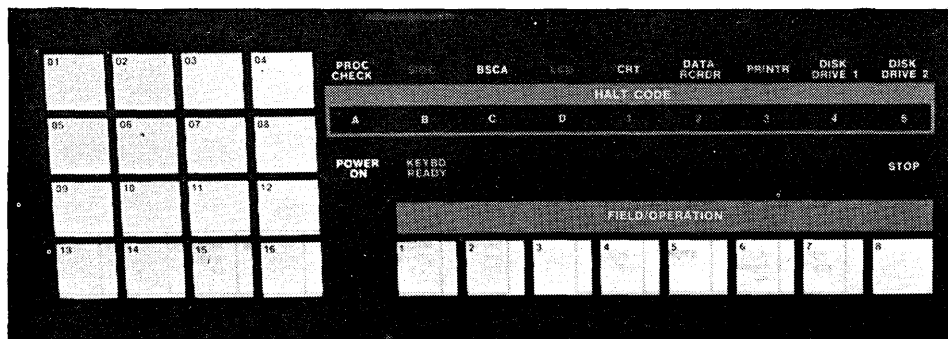 01 02 03 04
PROC CHECK BSCA CRT DATA RCRDR PRINTR DISK DRIVE 1 DISK DRIVE 2
HALT CODE
05 06 07 08
A B C D 1 2 3 4 5
POWER ON KEYBD READY STOP
09 10 11 12
FIELD/OPERATION
13 14 15 16
1 2 3 4 5 6 7 8